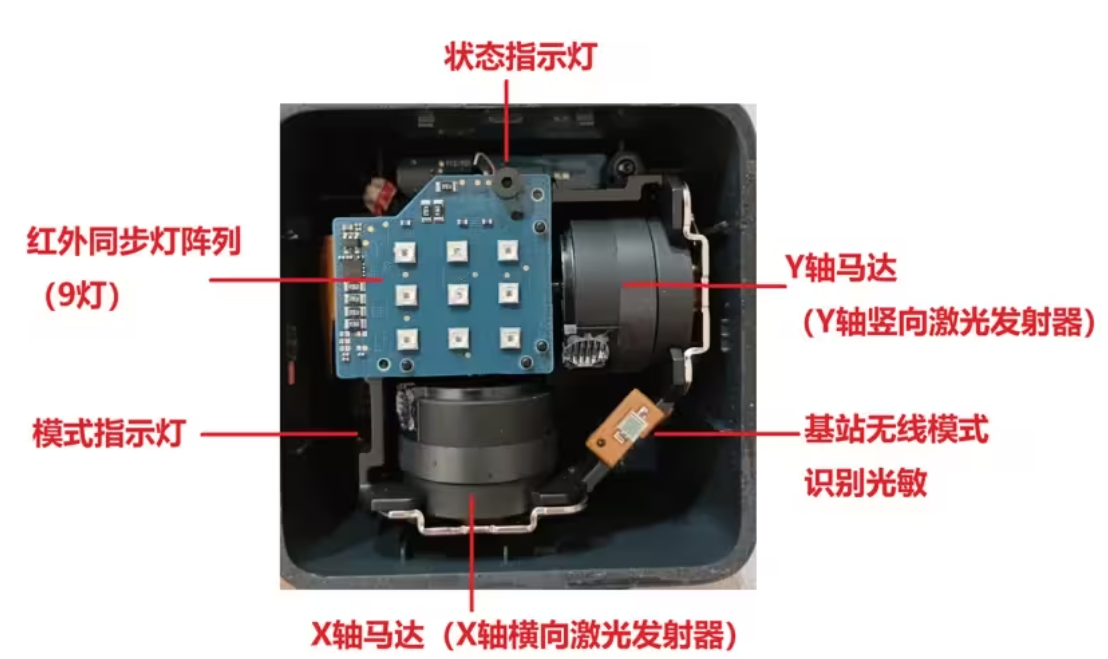 状态指示灯
红外同步灯阵列
（9灯）
Y轴马达
（Y轴竖向激光发射器）
模式指示灯
基站无线模式
识别光敏
X轴马达（X轴横向激光发射器）